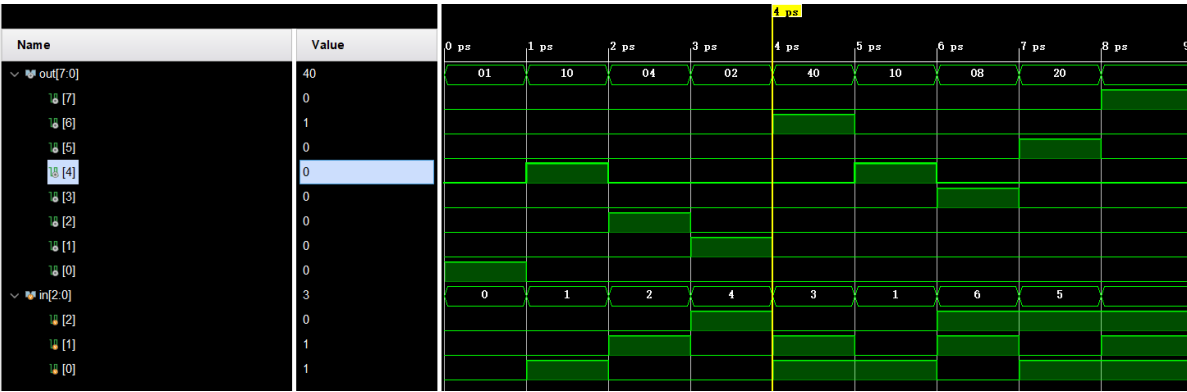 4 ps
Name Value 0 ps 1 ps 2 ps 3 ps 4 ps 5 ps 6 ps 7 ps 8 ps 9
out[7:0] 40 01 10 04 02 40 10 08 20
[7] 0
[6] 1
[5] 0
[4] 0
[3] 0
[2] 0
[1] 0
[0] 0
in[2:0] 3 0 1 2 4 3 1 6 5
[2] 0
[1] 1
[0] 1